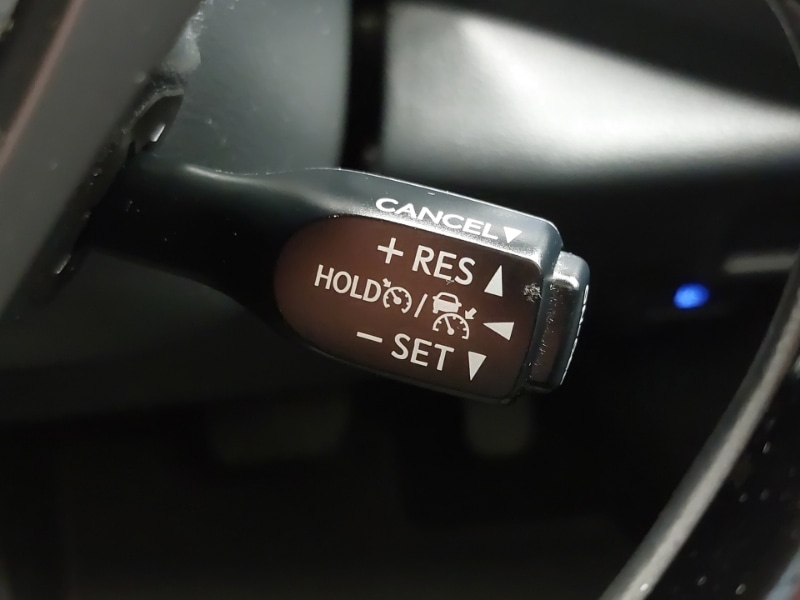 CANCEL▼
+ RES ▲
HOLD / ◀
− SET ▼